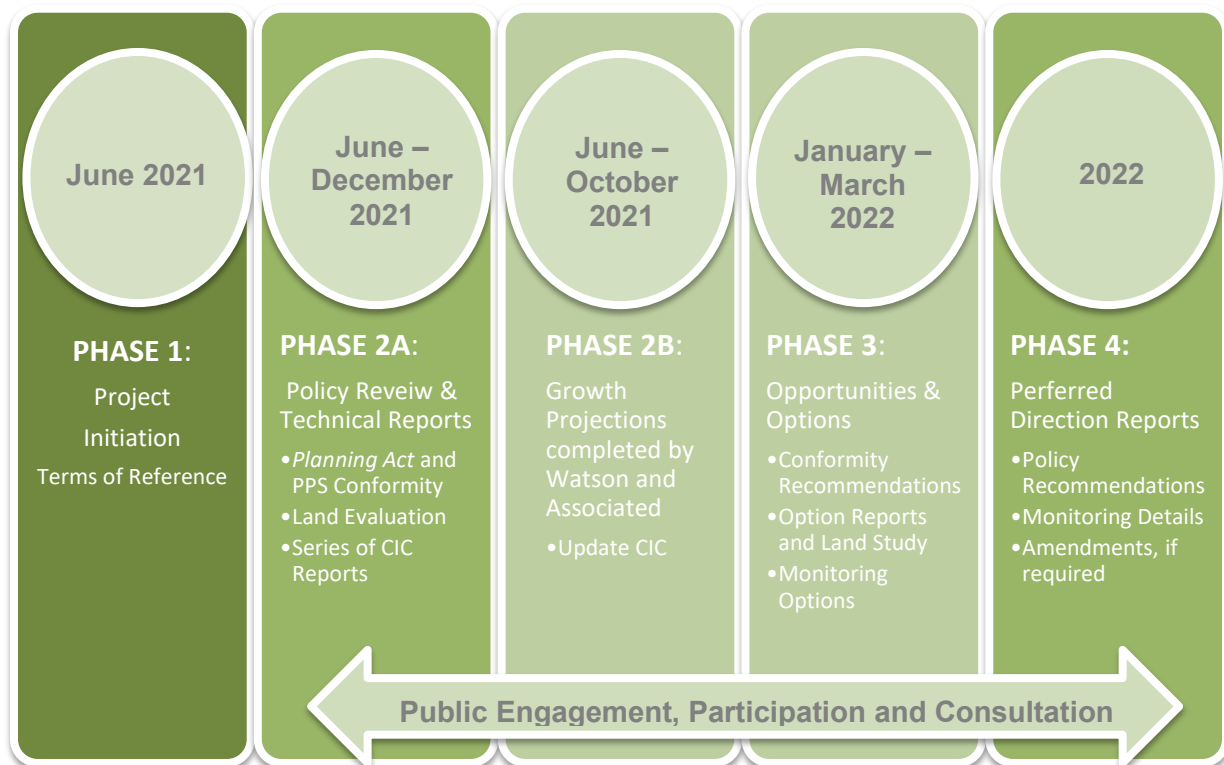 June 2021
PHASE 1:
Project
Initiation
Terms of Reference
June –
December
2021
PHASE 2A:
Policy Reveiw &
Technical Reports
•Planning Act and
PPS Conformity
•Land Evaluation
•Series of CIC
Reports
June –
October
2021
PHASE 2B:
Growth
Projections
completed by
Watson and
Associated
•Update CIC
January –
March
2022
PHASE 3:
Opportunities &
Options
•Conformity
Recommendations
•Option Reports
and Land Study
•Monitoring
Options
2022
PHASE 4:
Perferred
Direction Reports
•Policy
Recommendations
•Monitoring Details
•Amendments, if
required
Public Engagement, Participation and Consultation